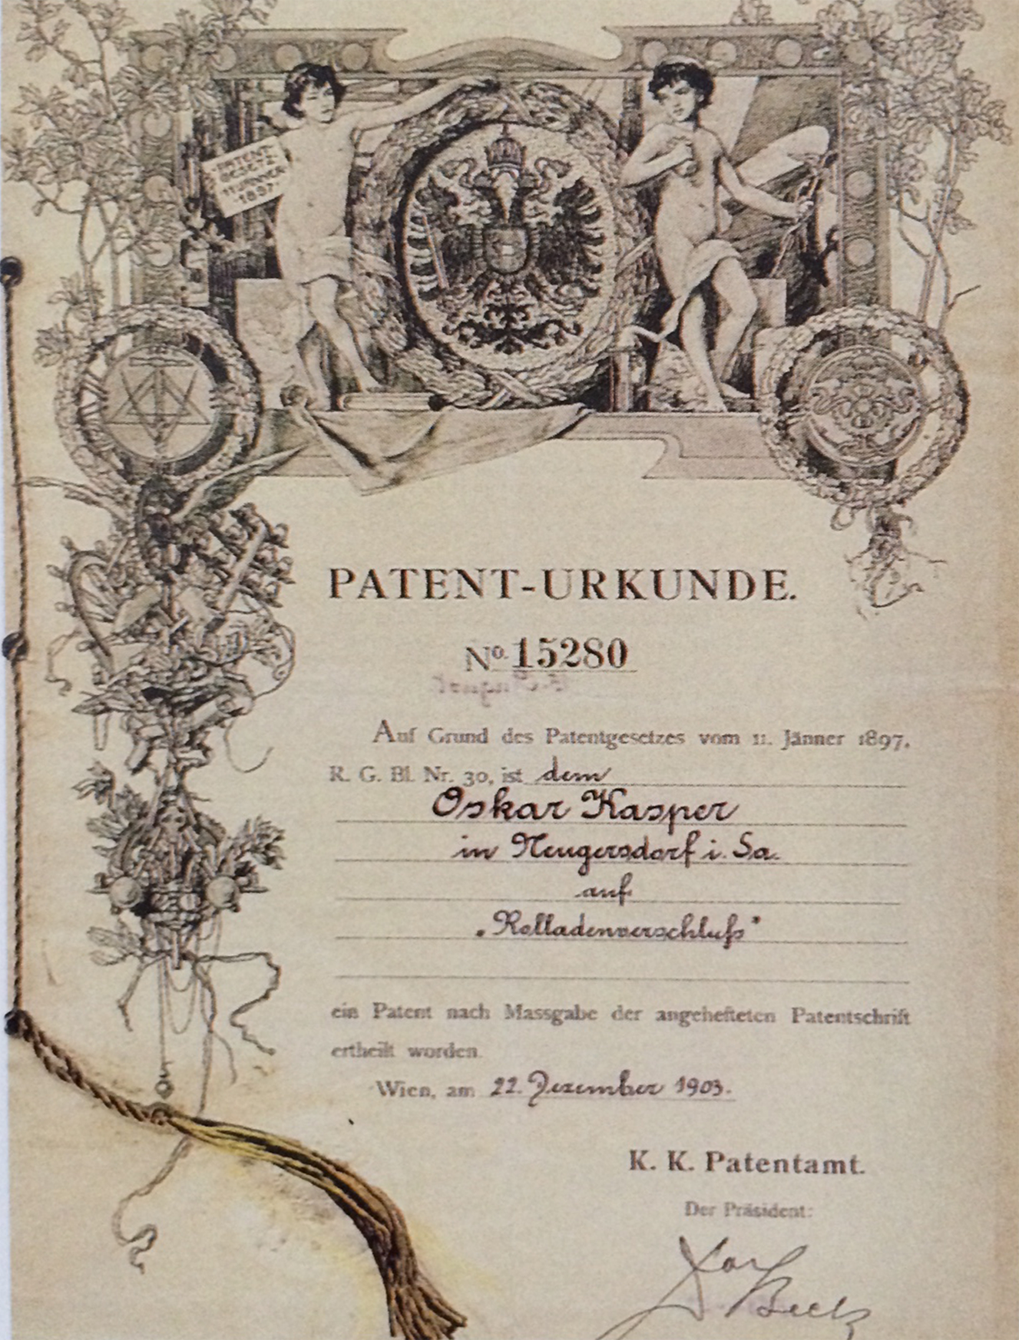 PATENT-
GESETZ
11. JÄNNER
1897.
PATENT-URKUNDE.
No. 15280
Auf Grund des Patentgesetzes vom 11. Jänner 1897,
R. G. Bl. Nr. 30, ist dem
Oskar Kasper
in Neugersdorf i. Sa.
auf
„Rolladenverschluß"
ein Patent nach Massgabe der angehefteten Patentschrift
ertheilt worden.
Wien, am 22. Dezember 1903.
K. K. Patentamt.
Der Präsident:
Beck